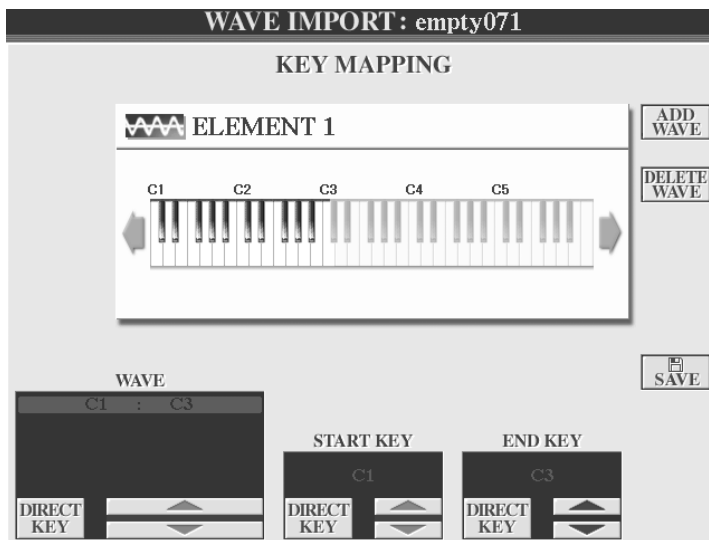 WAVE IMPORT: empty071
KEY MAPPING
ELEMENT 1
ADD
WAVE
DELETE
WAVE
C1 C2 C3 C4 C5
SAVE
WAVE
C1 : C3
DIRECT
KEY
START KEY
C1
DIRECT
KEY
END KEY
C3
DIRECT
KEY